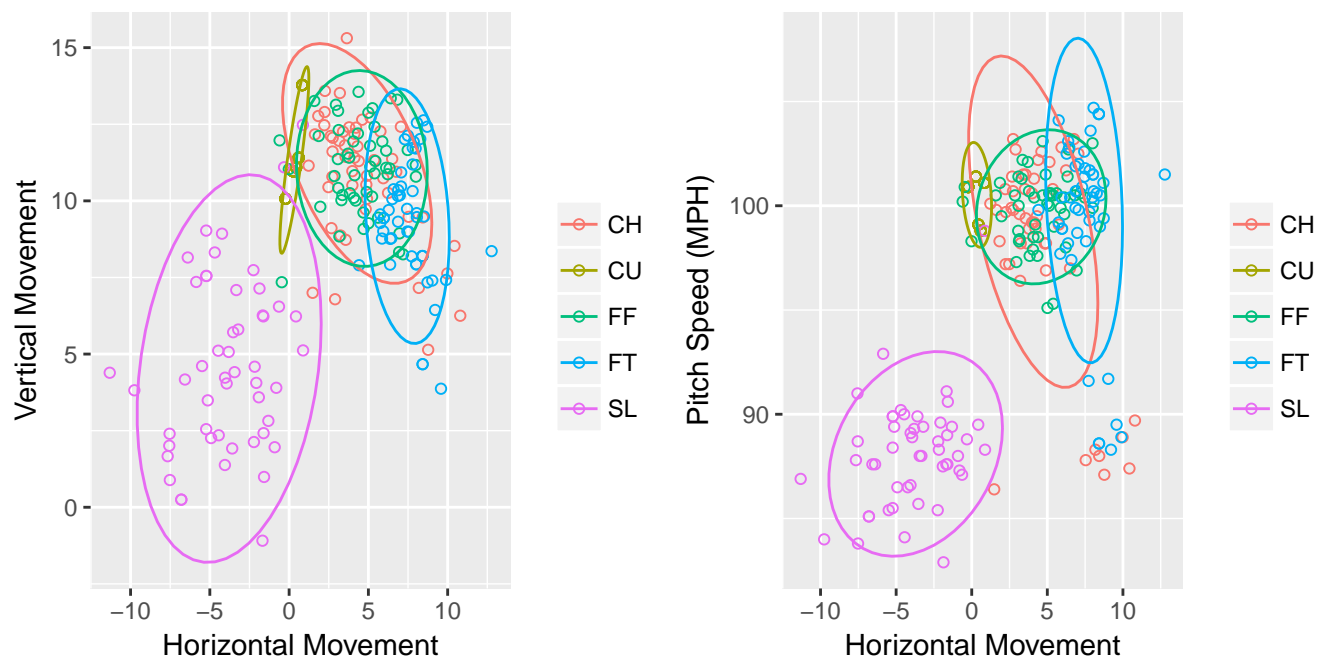 Vertical Movement
15
10
5
0
−10
−5
0
5
10
Horizontal Movement
CH
CU
FF
FT
SL
Pitch Speed (MPH)
100
90
−10
−5
0
5
10
Horizontal Movement
CH
CU
FF
FT
SL